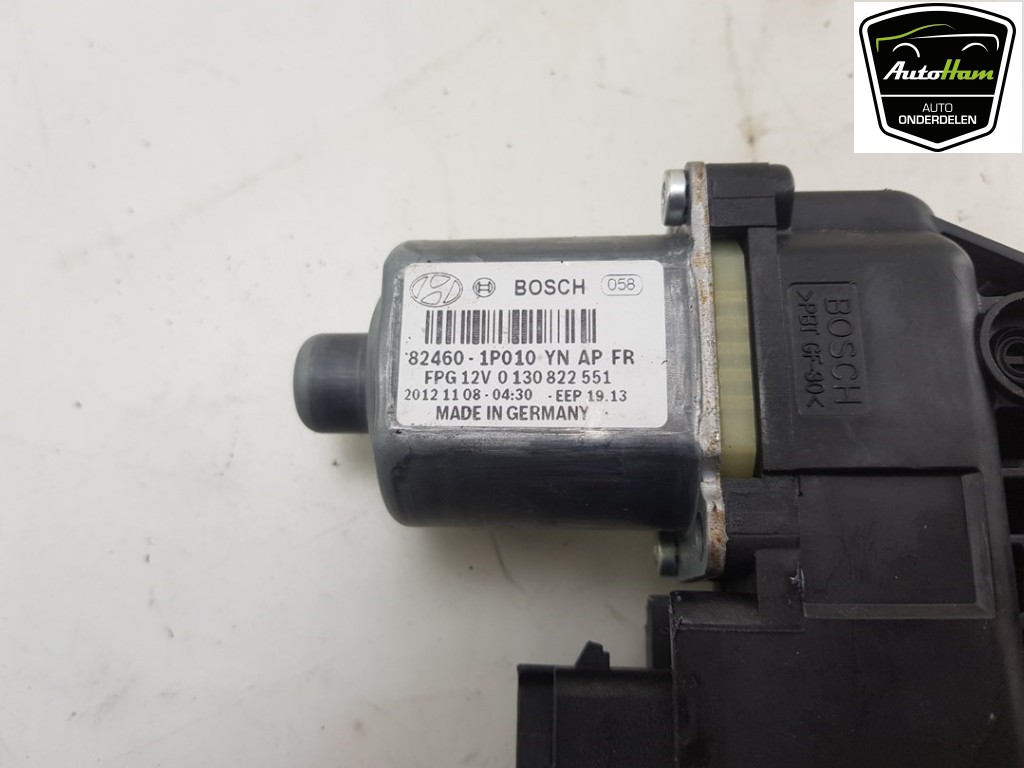 AutoHam
AUTO
ONDERDELEN
BOSCH 058
82460 - 1P010 YN AP FR
FPG 12V 0 130 822 551
2012 11 08 - 04:30 - EEP 19.13
MADE IN GERMANY
BOSCH
>PBT GF-30<